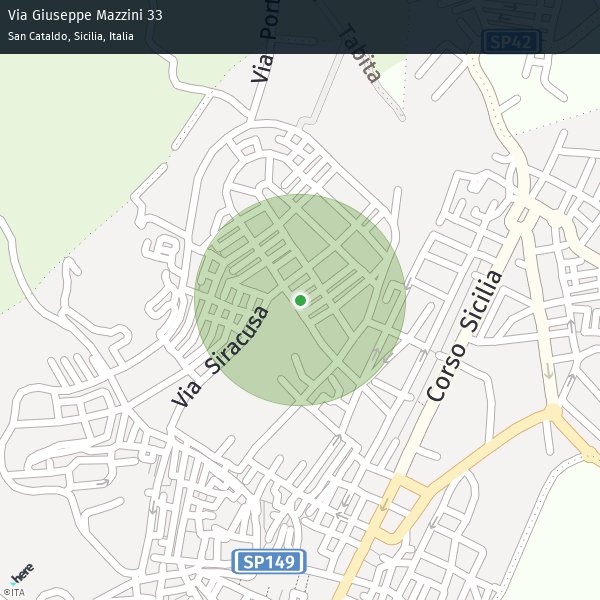 Via Giuseppe Mazzini 33
San Cataldo, Sicilia, Italia
Via Port
Tabita
SP42
Corso Sicilia
Via Siracusa
SP149
here
©ITA